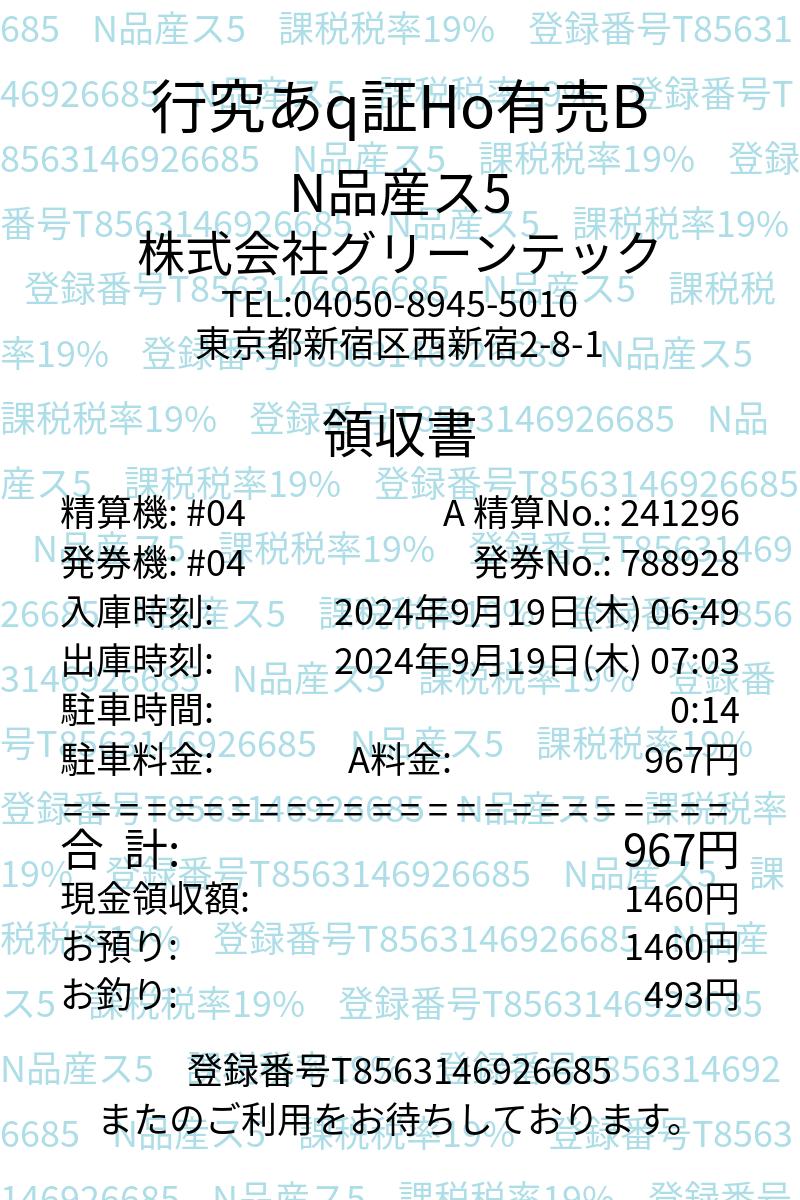 行究あq証Ho有売B
N品産ス5
株式会社グリーンテック
TEL:04050-8945-5010
東京都新宿区西新宿2-8-1
領収書
精算機: #04 A 精算No.: 241296
発券機: #04 発券No.: 788928
入庫時刻: 2024年9月19日(木) 06:49
出庫時刻: 2024年9月19日(木) 07:03
駐車時間: 0:14
駐車料金: A料金: 967円
========================
合 計: 967円
現金領収額: 1460円
お預り: 1460円
お釣り: 493円
登録番号T8563146926685
またのご利用をお待ちしております。